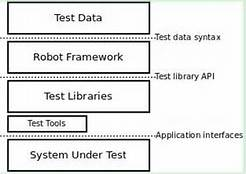 Test Data
Test data syntax
Robot Framework
Test library API
Test Libraries
Test Tools
Application interfaces
System Under Test